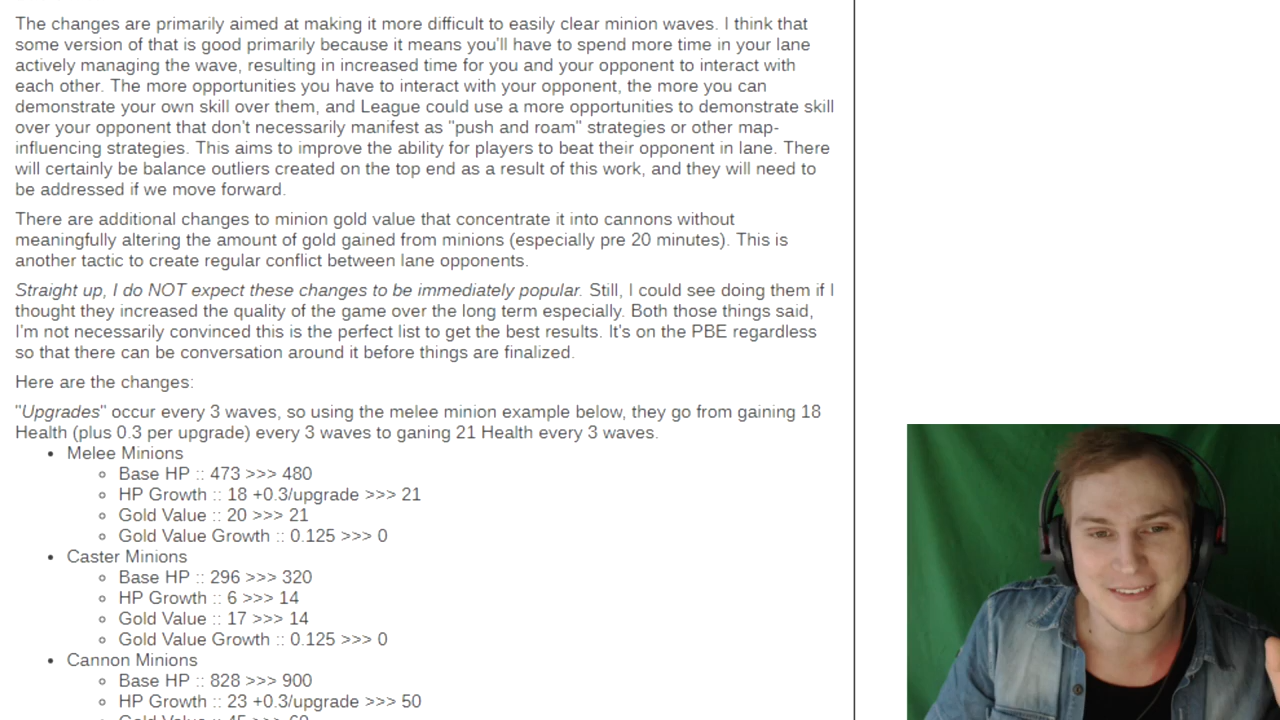 The changes are primarily aimed at making it more difficult to easily clear minion waves. I think that
some version of that is good primarily because it means you'll have to spend more time in your lane
actively managing the wave, resulting in increased time for you and your opponent to interact with
each other. The more opportunities you have to interact with your opponent, the more you can
demonstrate your own skill over them, and League could use a more opportunities to demonstrate skill
over your opponent that don't necessarily manifest as "push and roam" strategies or other map-
influencing strategies. This aims to improve the ability for players to beat their opponent in lane. There
will certainly be balance outliers created on the top end as a result of this work, and they will need to
be addressed if we move forward.
There are additional changes to minion gold value that concentrate it into cannons without
meaningfully altering the amount of gold gained from minions (especially pre 20 minutes). This is
another tactic to create regular conflict between lane opponents.
Straight up, I do NOT expect these changes to be immediately popular. Still, I could see doing them if I
thought they increased the quality of the game over the long term especially. Both those things said,
I'm not necessarily convinced this is the perfect list to get the best results. It's on the PBE regardless
so that there can be conversation around it before things are finalized.
Here are the changes:
"Upgrades" occur every 3 waves, so using the melee minion example below, they go from gaining 18
Health (plus 0.3 per upgrade) every 3 waves to ganing 21 Health every 3 waves.
• Melee Minions
◦ Base HP :: 473 >>> 480
◦ HP Growth :: 18 +0.3/upgrade >>> 21
◦ Gold Value :: 20 >>> 21
◦ Gold Value Growth :: 0.125 >>> 0
• Caster Minions
◦ Base HP :: 296 >>> 320
◦ HP Growth :: 6 >>> 14
◦ Gold Value :: 17 >>> 14
◦ Gold Value Growth :: 0.125 >>> 0
• Cannon Minions
◦ Base HP :: 828 >>> 900
◦ HP Growth :: 23 +0.3/upgrade >>> 50
Gold Value :: 45 >>> 60